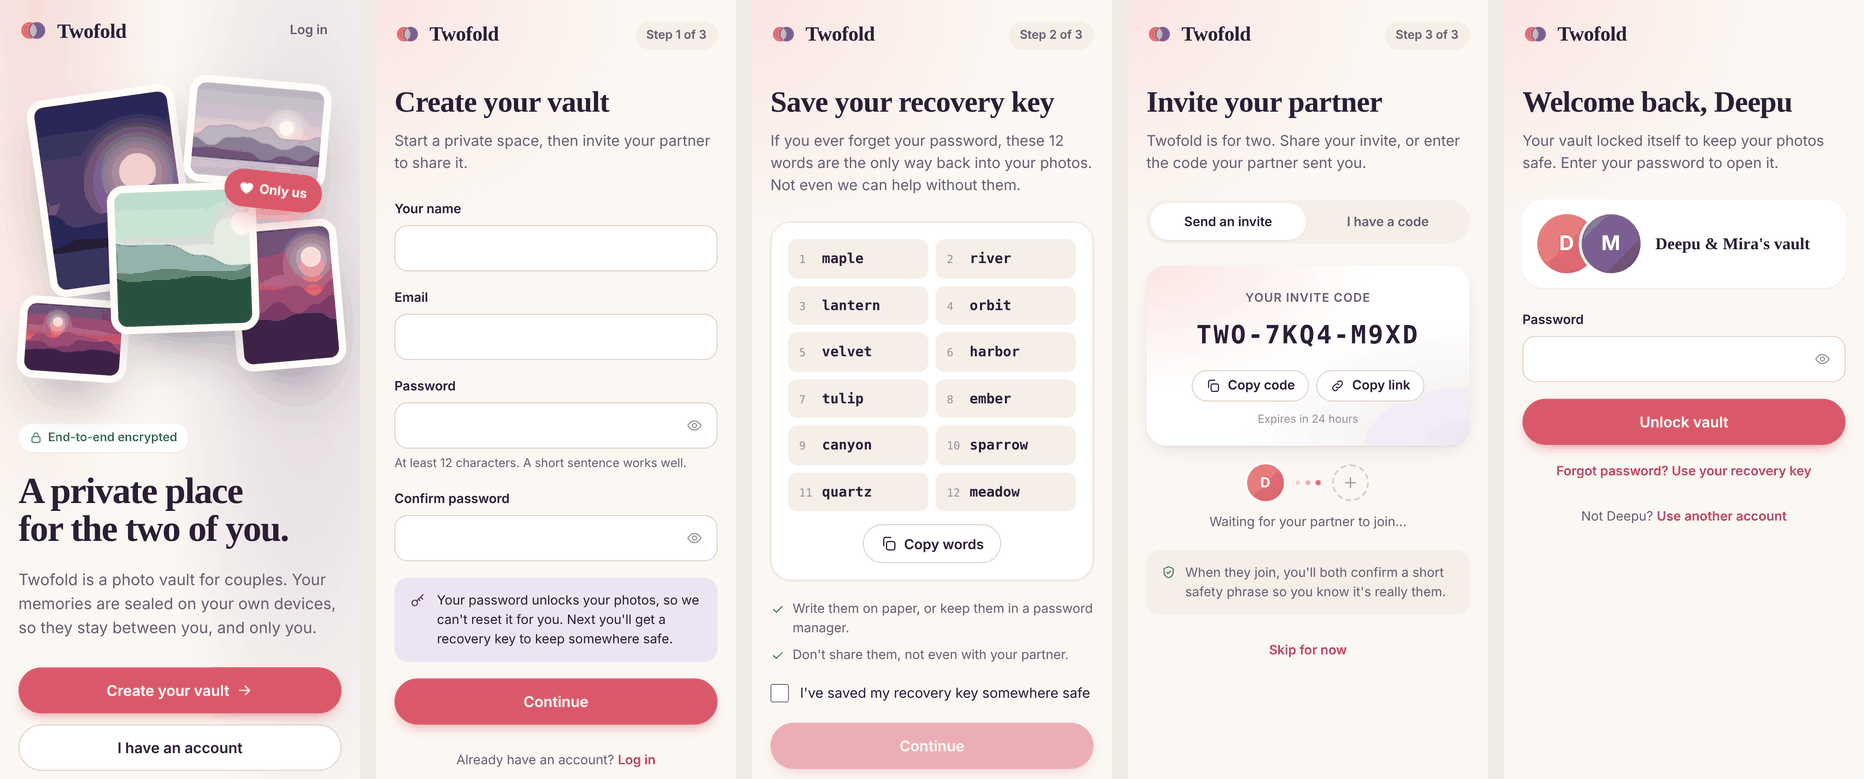 Twofold
Log in
Only us
End-to-end encrypted
A private place
for the two of you.
Twofold is a photo vault for couples. Your
memories are sealed on your own devices,
so they stay between you, and only you.
Create your vault
I have an account
Twofold
Step 1 of 3
Create your vault
Start a private space, then invite your partner
to share it.
Your name
Email
Password
At least 12 characters. A short sentence works well.
Confirm password
Your password unlocks your photos, so we
can't reset it for you. Next you'll get a
recovery key to keep somewhere safe.
Continue
Already have an account? Log in
Twofold
Step 2 of 3
Save your recovery key
If you ever forget your password, these 12
words are the only way back into your photos.
Not even we can help without them.
1 maple
2 river
3 lantern
4 orbit
5 velvet
6 harbor
7 tulip
8 ember
9 canyon
10 sparrow
11 quartz
12 meadow
Copy words
Write them on paper, or keep them in a password
manager.
Don't share them, not even with your partner.
I've saved my recovery key somewhere safe
Continue
Twofold
Step 3 of 3
Invite your partner
Twofold is for two. Share your invite, or enter
the code your partner sent you.
Send an invite
I have a code
YOUR INVITE CODE
TWO-7KQ4-M9XD
Copy code
Copy link
Expires in 24 hours
D
Waiting for your partner to join...
When they join, you'll both confirm a short
safety phrase so you know it's really them.
Skip for now
Twofold
Welcome back, Deepu
Your vault locked itself to keep your photos
safe. Enter your password to open it.
D M Deepu & Mira's vault
Password
Unlock vault
Forgot password? Use your recovery key
Not Deepu? Use another account